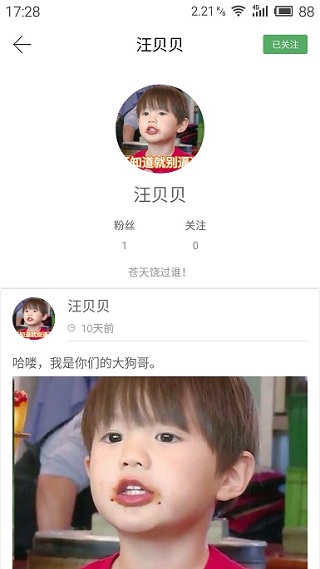 17:28
2.21 K/s
4G
88
汪贝贝
已关注
知道就别逼
汪贝贝
粉丝
关注
1
0
苍天饶过谁!
汪贝贝
10天前
哈喽，我是你们的大狗哥。